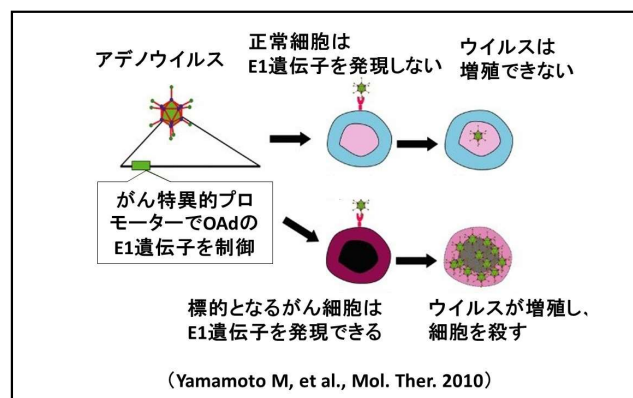 アデノウイルス
正常細胞は
E1遺伝子を発現しない
ウイルスは
増殖できない
がん特異的プロ
モーターでOAdの
E1遺伝子を制御
標的となるがん細胞は
E1遺伝子を発現できる
ウイルスが増殖し、
細胞を殺す
（Yamamoto M, et al., Mol. Ther. 2010）